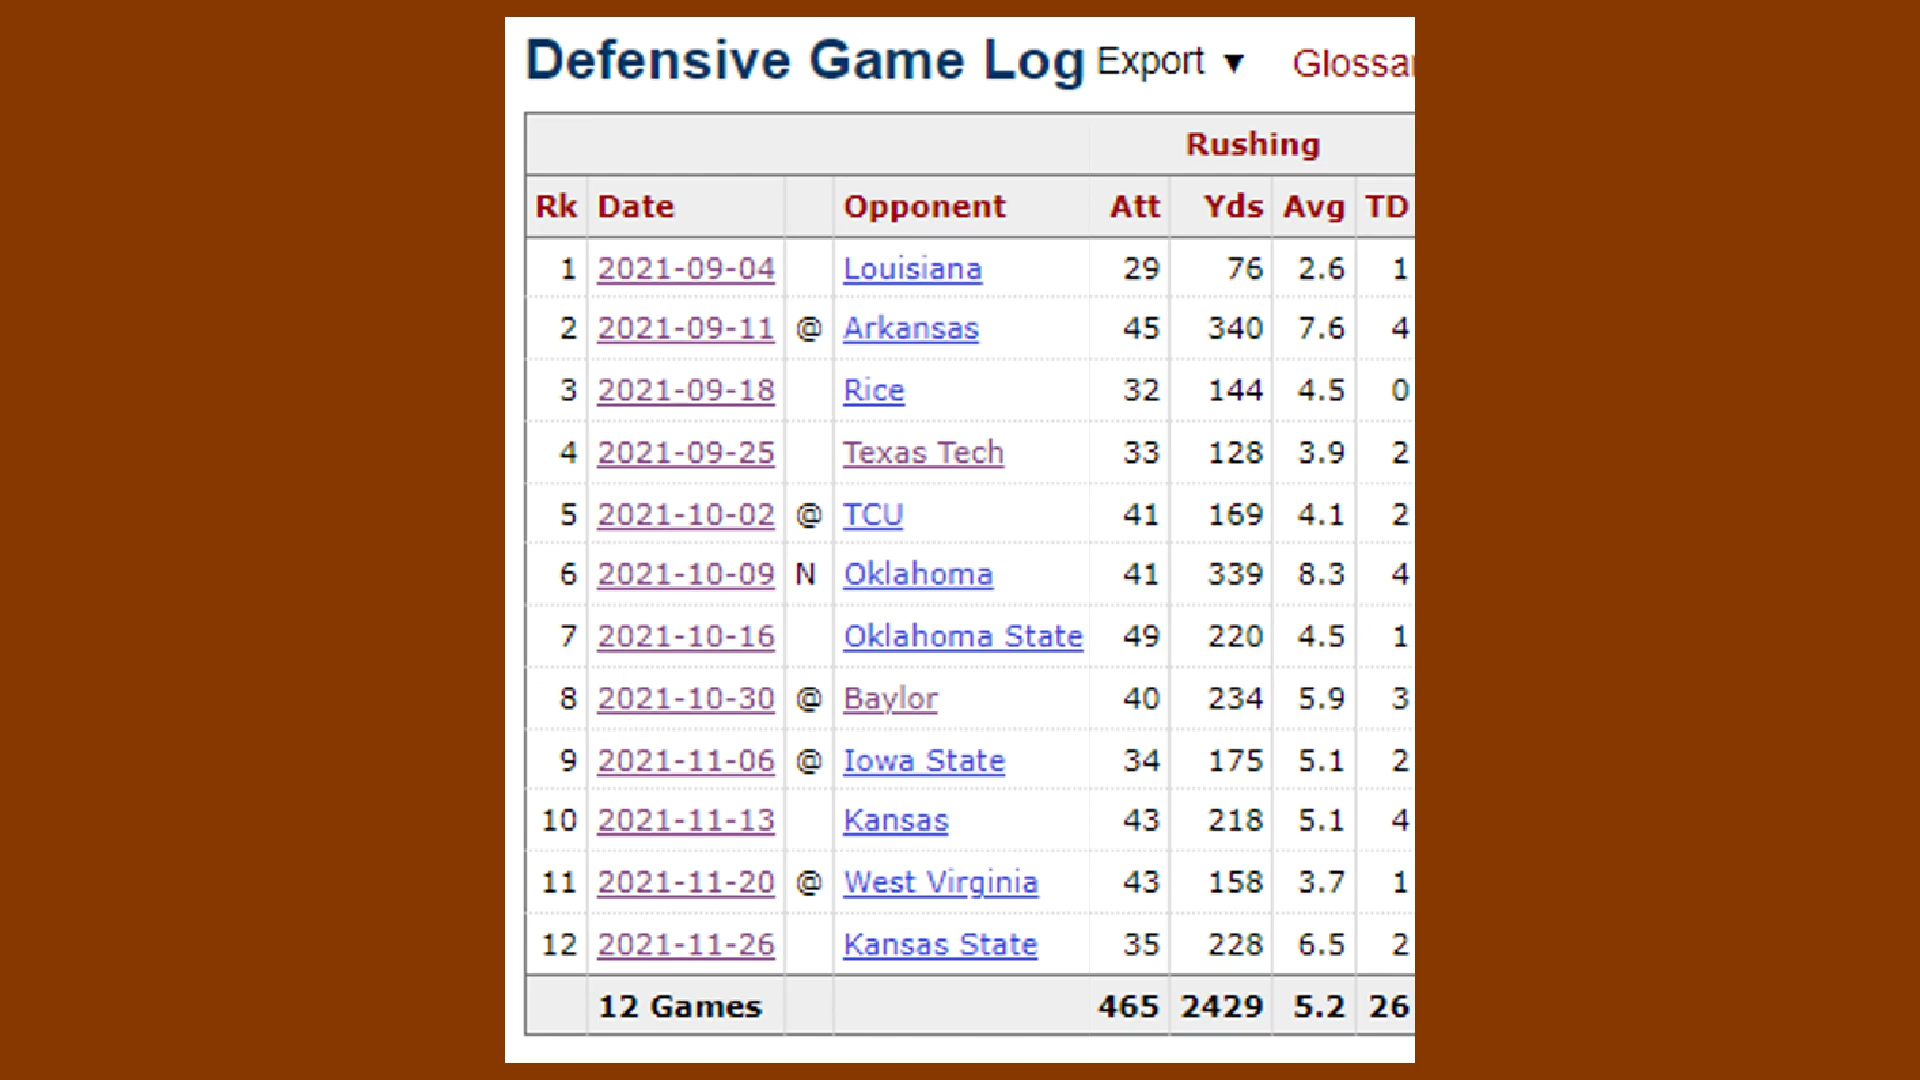 Defensive Game Log Export ▼ Glossar
Rushing
Rk Date Opponent Att Yds Avg TD
1 2021-09-04 Louisiana 29 76 2.6 1
2 2021-09-11 @ Arkansas 45 340 7.6 4
3 2021-09-18 Rice 32 144 4.5 0
4 2021-09-25 Texas Tech 33 128 3.9 2
5 2021-10-02 @ TCU 41 169 4.1 2
6 2021-10-09 N Oklahoma 41 339 8.3 4
7 2021-10-16 Oklahoma State 49 220 4.5 1
8 2021-10-30 @ Baylor 40 234 5.9 3
9 2021-11-06 @ Iowa State 34 175 5.1 2
10 2021-11-13 Kansas 43 218 5.1 4
11 2021-11-20 @ West Virginia 43 158 3.7 1
12 2021-11-26 Kansas State 35 228 6.5 2
12 Games 465 2429 5.2 26